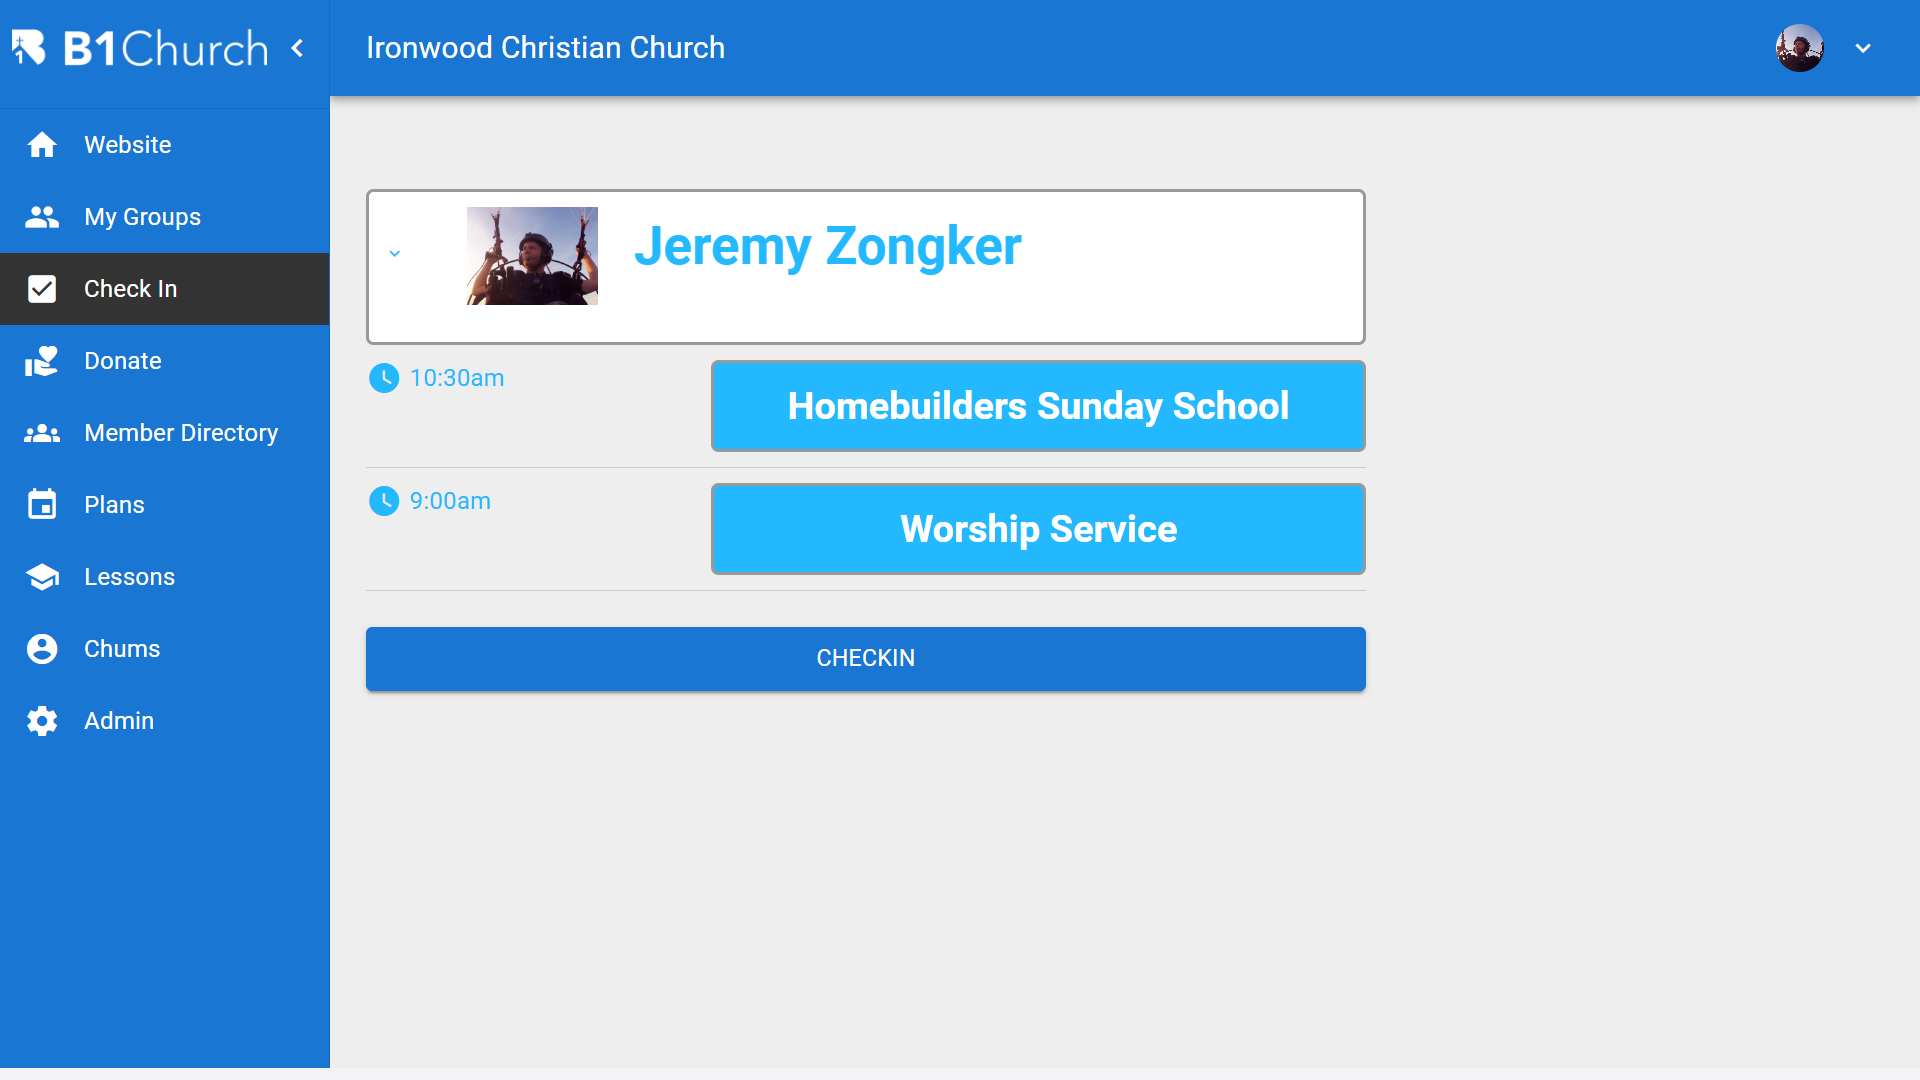 B1Church
Ironwood Christian Church
Website
My Groups
Check In
Donate
Member Directory
Plans
Lessons
Chums
Admin
Jeremy Zongker
10:30am
Homebuilders Sunday School
9:00am
Worship Service
CHECKIN